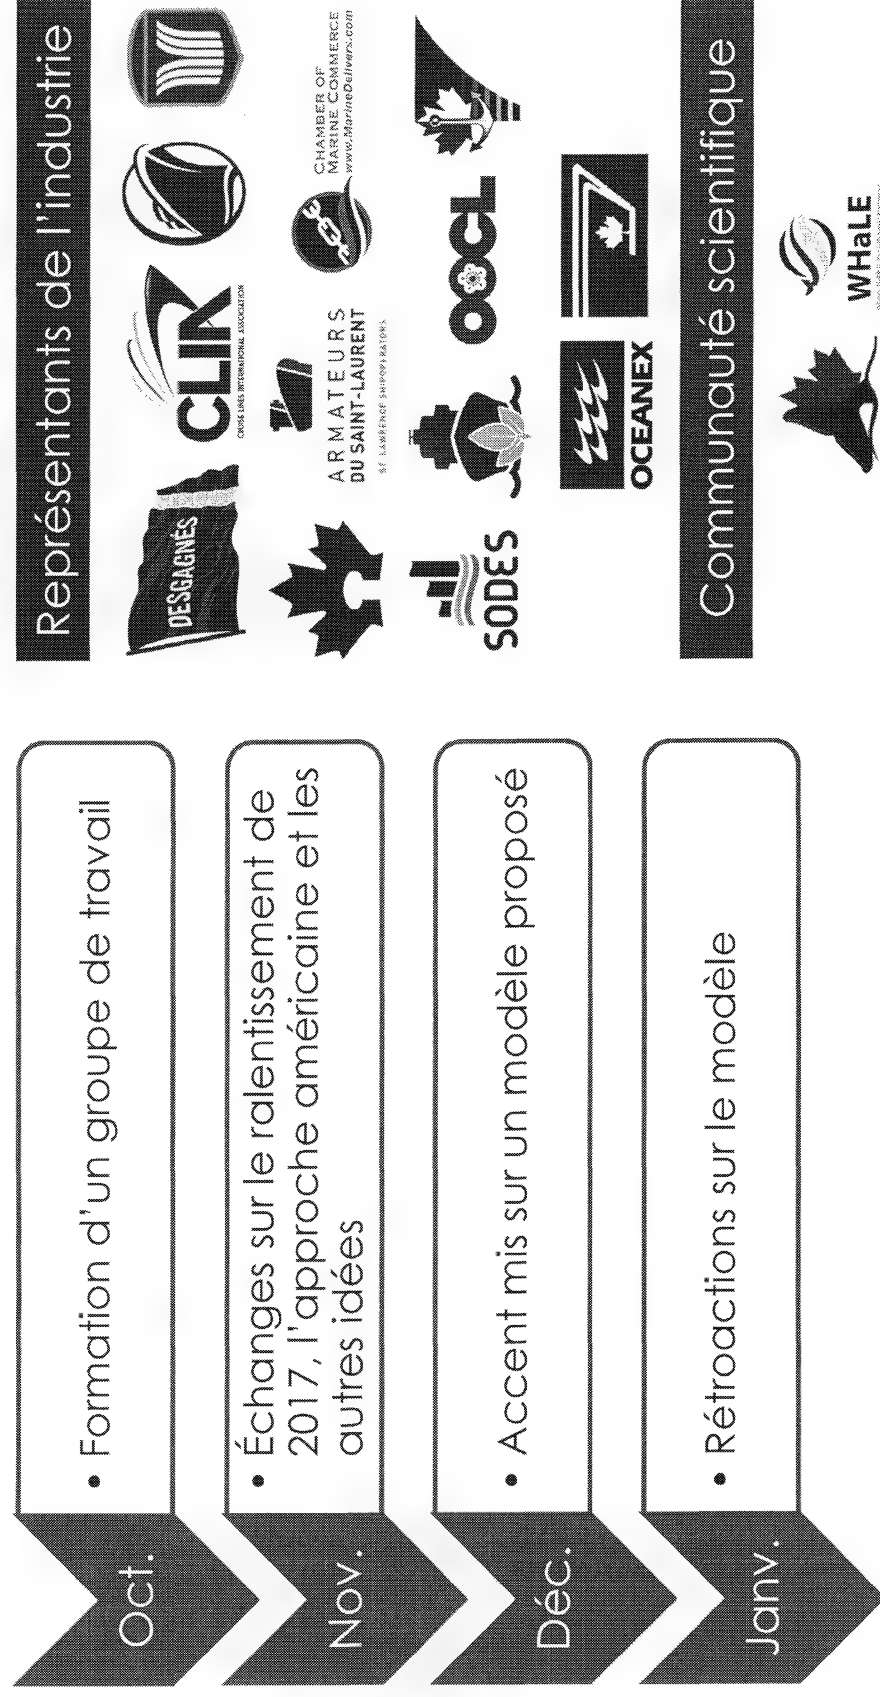 Oct.
• Formation d'un groupe de travail
Nov.
• Échanges sur le ralentissement de
2017, l'approche américaine et les
autres idées
Déc.
• Accent mis sur un modèle proposé
Janv.
• Rétroactions sur le modèle
Représentants de l'industrie
DESGAGNÉS
CLIA
CRUISE LINES INTERNATIONAL ASSOCIATION
ARMATEURS
DU SAINT-LAURENT
ST. LAWRENCE SHIPOPERATORS
CHAMBER OF
MARINE COMMERCE
www.MarineDelivers.com
SODES
OOCL
OCEANEX
Communauté scientifique
WHaLE